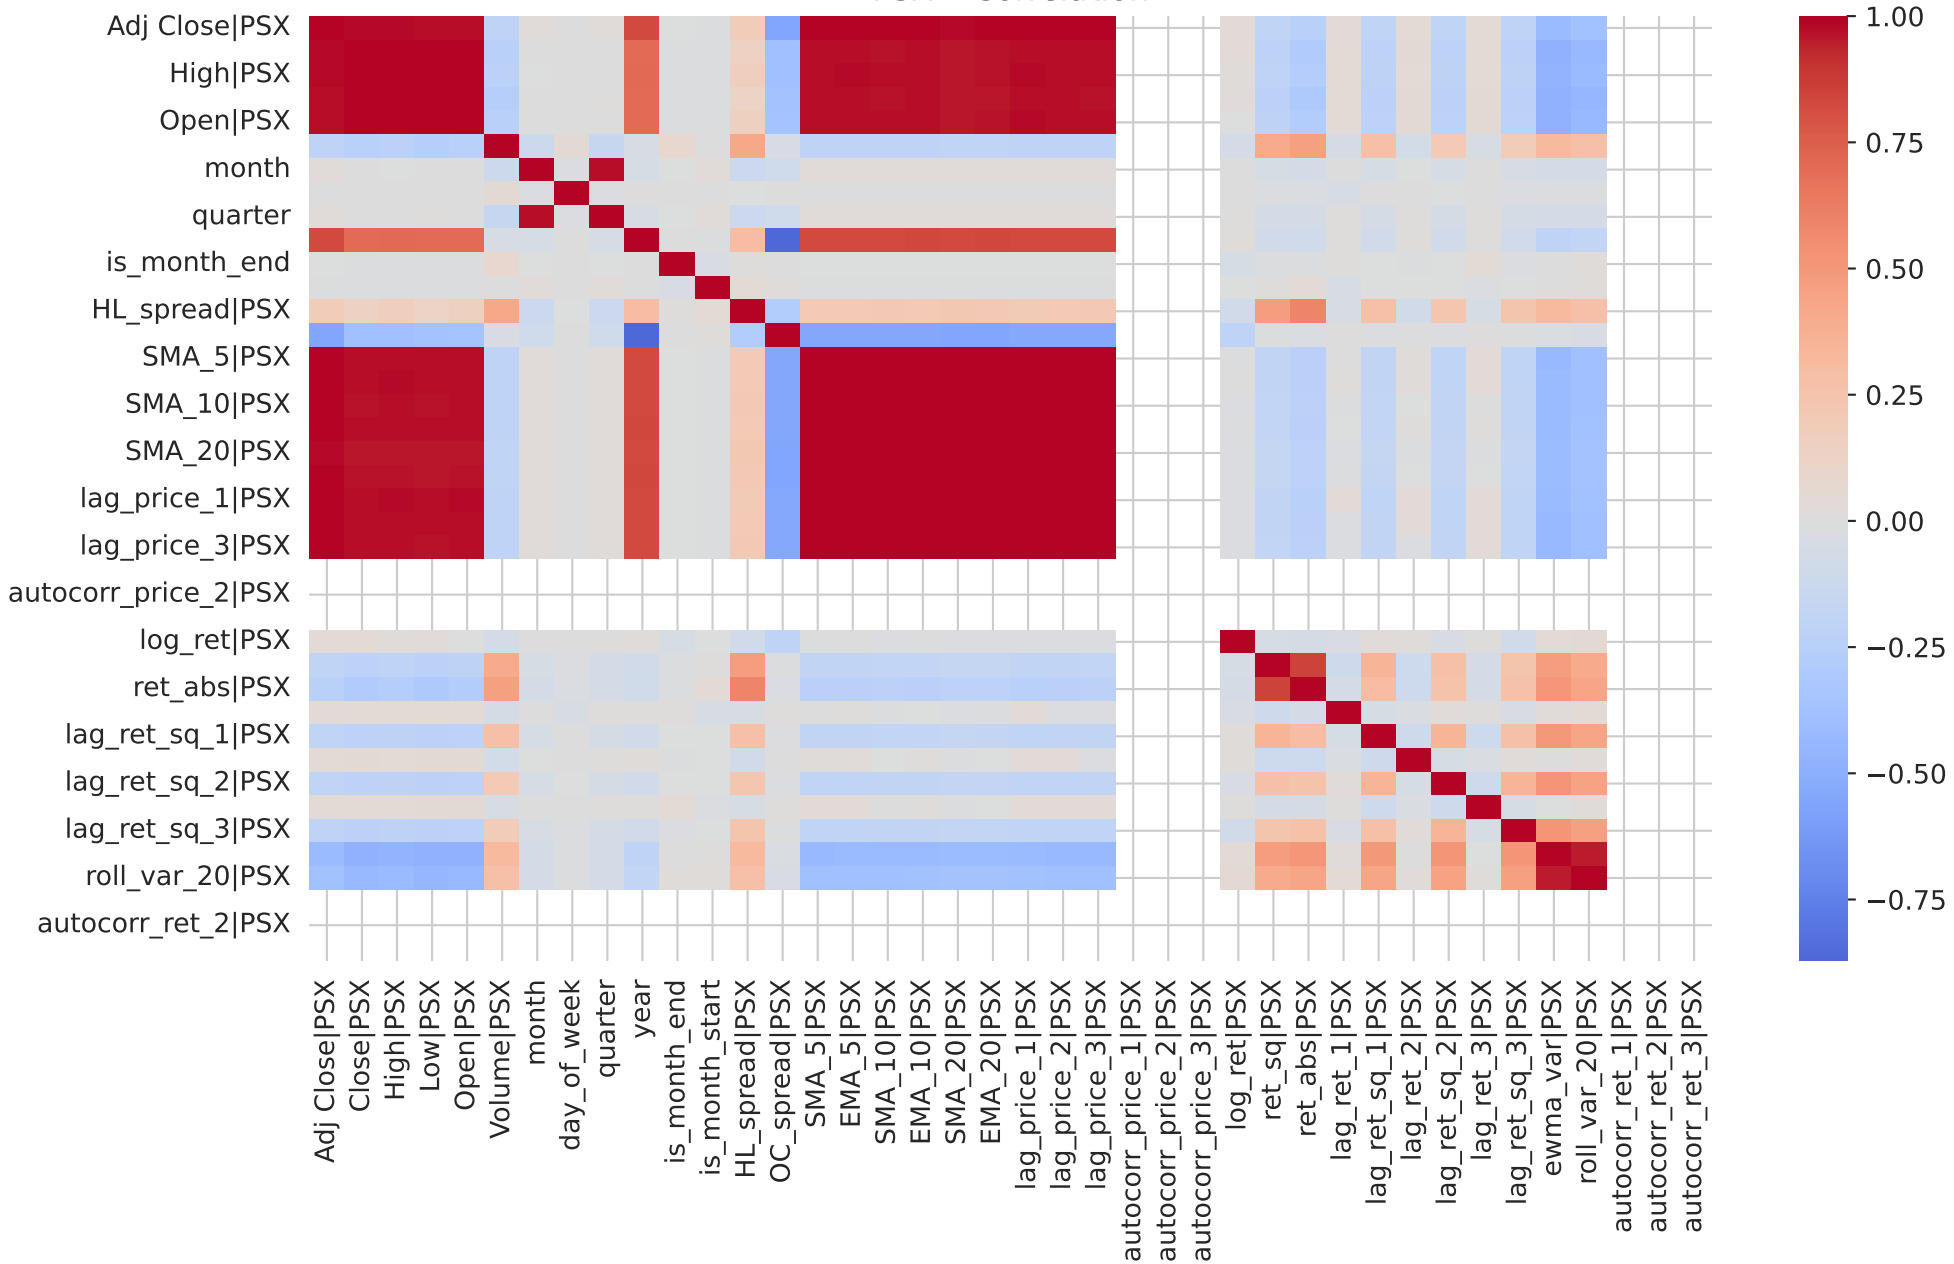 Adj Close|PSX
High|PSX
Open|PSX
month
quarter
is_month_end
HL_spread|PSX
SMA_5|PSX
SMA_10|PSX
SMA_20|PSX
lag_price_1|PSX
lag_price_3|PSX
autocorr_price_2|PSX
log_ret|PSX
ret_abs|PSX
lag_ret_sq_1|PSX
lag_ret_sq_2|PSX
lag_ret_sq_3|PSX
roll_var_20|PSX
autocorr_ret_2|PSX
Adj Close|PSX
Close|PSX
High|PSX
Low|PSX
Open|PSX
Volume|PSX
month
day_of_week
quarter
year
is_month_end
is_month_start
HL_spread|PSX
OC_spread|PSX
SMA_5|PSX
EMA_5|PSX
SMA_10|PSX
EMA_10|PSX
SMA_20|PSX
EMA_20|PSX
lag_price_1|PSX
lag_price_2|PSX
lag_price_3|PSX
autocorr_price_1|PSX
autocorr_price_2|PSX
autocorr_price_3|PSX
log_ret|PSX
ret_sq|PSX
ret_abs|PSX
lag_ret_1|PSX
lag_ret_sq_1|PSX
lag_ret_2|PSX
lag_ret_sq_2|PSX
lag_ret_3|PSX
lag_ret_sq_3|PSX
ewma_var|PSX
roll_var_20|PSX
autocorr_ret_1|PSX
autocorr_ret_2|PSX
autocorr_ret_3|PSX
1.00
0.75
0.50
0.25
0.00
−0.25
−0.50
−0.75